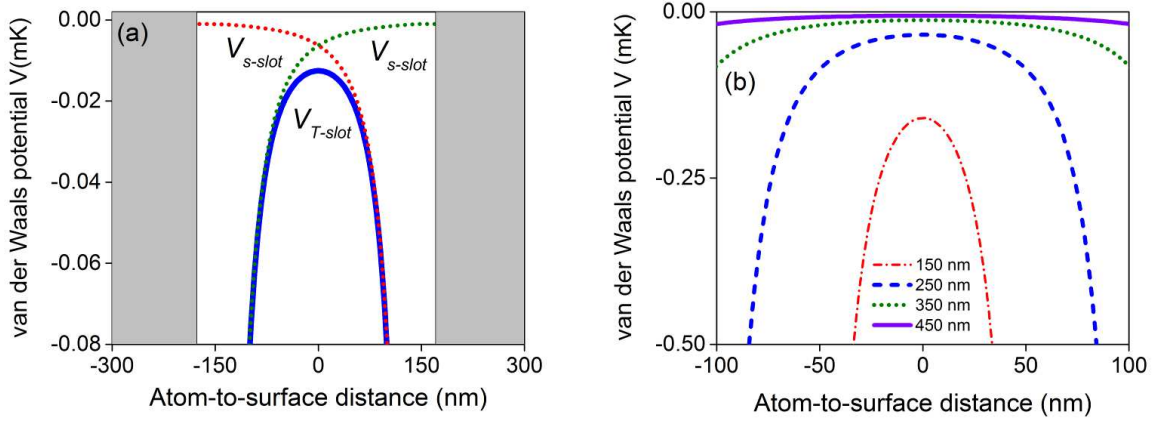 (a)
V_s-slot
V_s-slot
V_T-slot
0.000
-0.02
-0.04
-0.06
-0.08
-300
-150
0
150
300
van der Waals potential V(mK)
Atom-to-surface distance (nm)
(b)
0.00
-0.25
-0.50
-100
-50
0
50
100
150 nm
250 nm
350 nm
450 nm
van der Waals potential V (mK)
Atom-to-surface distance (nm)